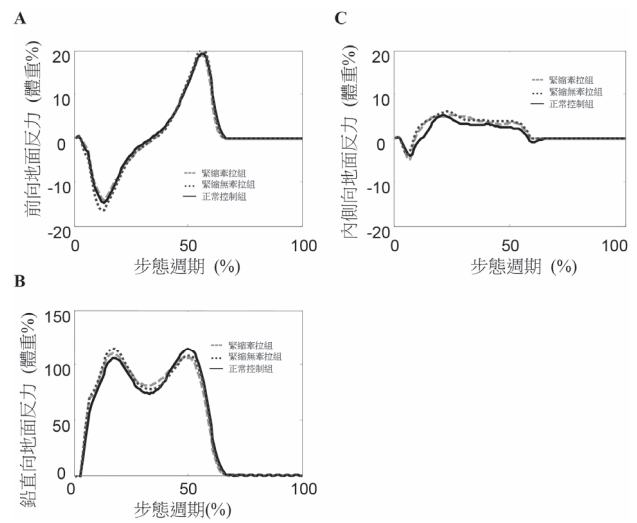 A
前向地面反力 (體重%)
20
10
0
-10
-20
緊縮牽拉組
緊縮無牽拉組
正常控制組
0
50
100
步態週期 (%)
C
內側向地面反力 (體重%)
20
10
0
-10
-20
緊縮牽拉組
緊縮無牽拉組
正常控制組
0
50
100
步態週期 (%)
B
鉛直向地面反力 (體重%)
150
100
50
0
緊縮牽拉組
緊縮無牽拉組
正常控制組
0
50
100
步態週期(%)